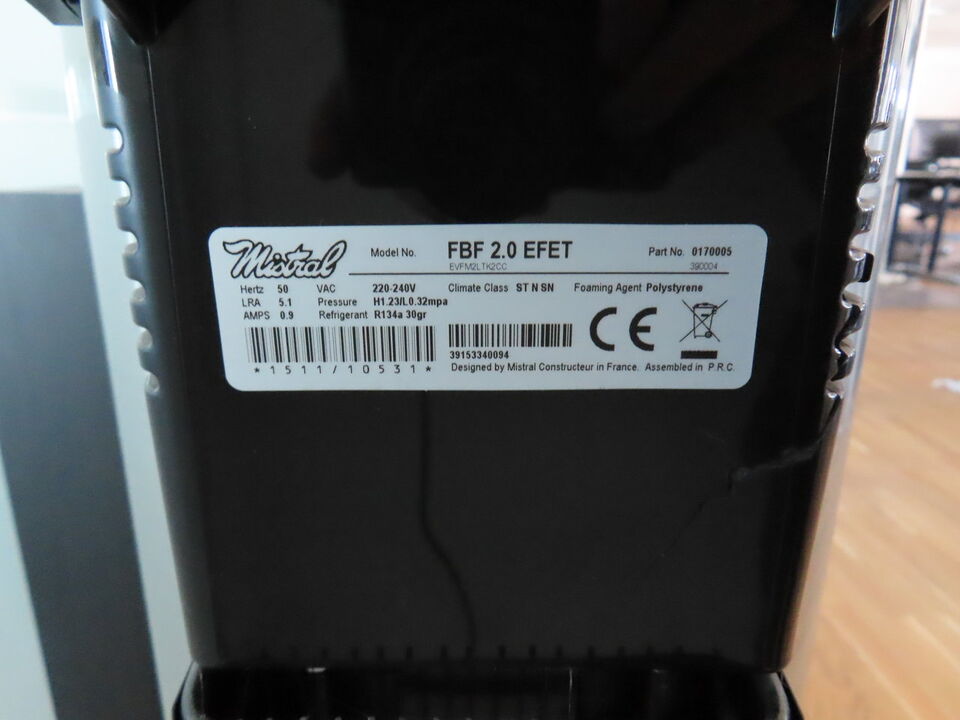 Mistral Model No. FBF 2.0 EFET Part No. 0170005
EVFM2LTK2CC 390004
Hertz 50 VAC 220-240V Climate Class ST N SN Foaming Agent Polystyrene
LRA 5.1 Pressure H1.23/L0.32mpa
AMPS 0.9 Refrigerant R134a 30gr
CE
39153340094
*1511/10531* Designed by Mistral Constructeur in France. Assembled in P.R.C.